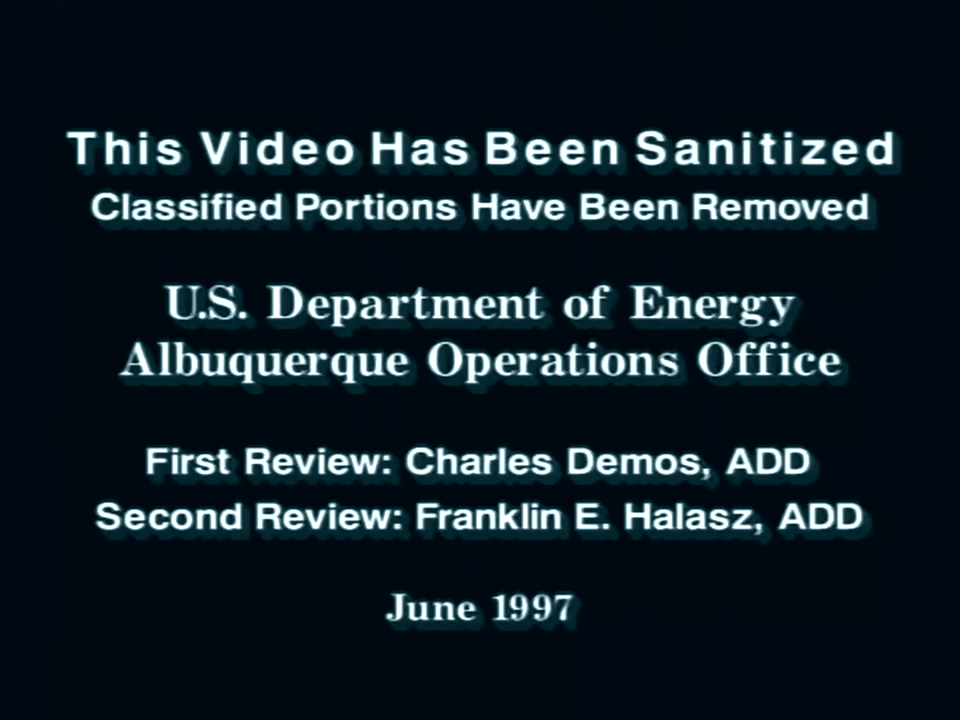 This Video Has Been Sanitized
Classified Portions Have Been Removed
U.S. Department of Energy
Albuquerque Operations Office
First Review: Charles Demos, ADD
Second Review: Franklin E. Halasz, ADD
June 1997